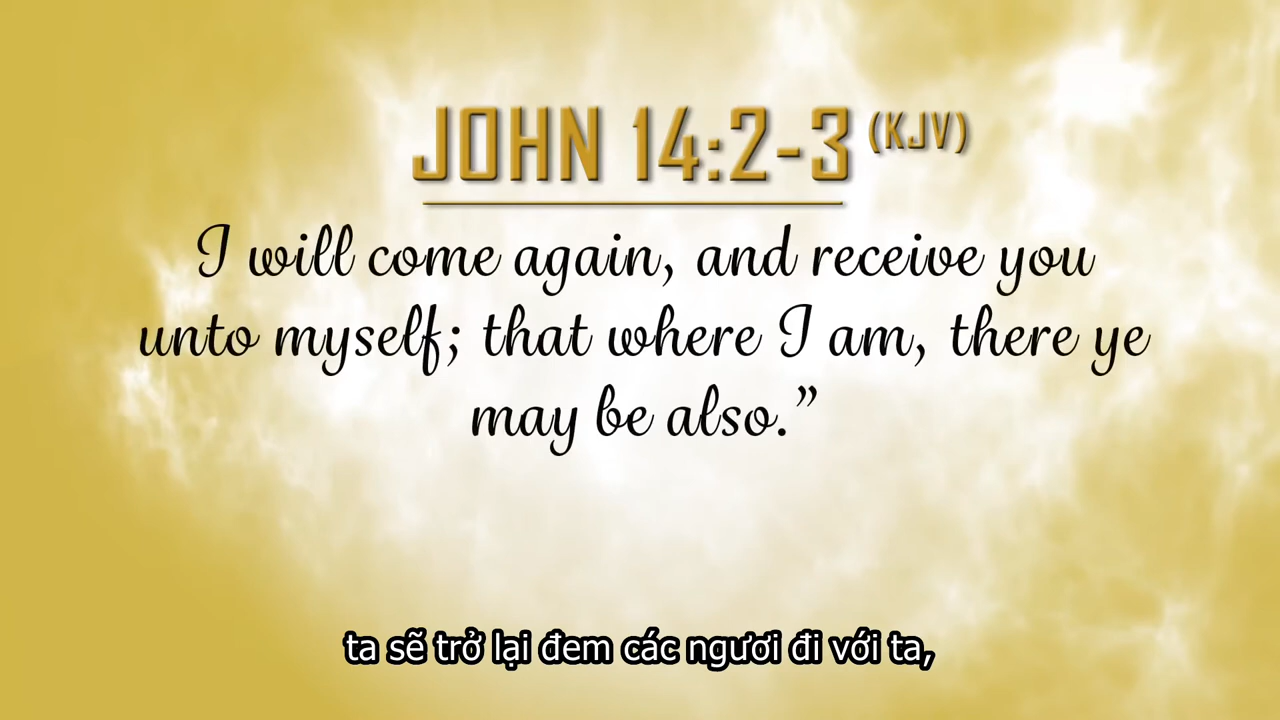 JOHN 14:2-3 (KJV)
I will come again, and receive you
unto myself; that where I am, there ye
may be also.”
ta sẽ trở lại đem các ngươi đi với ta,